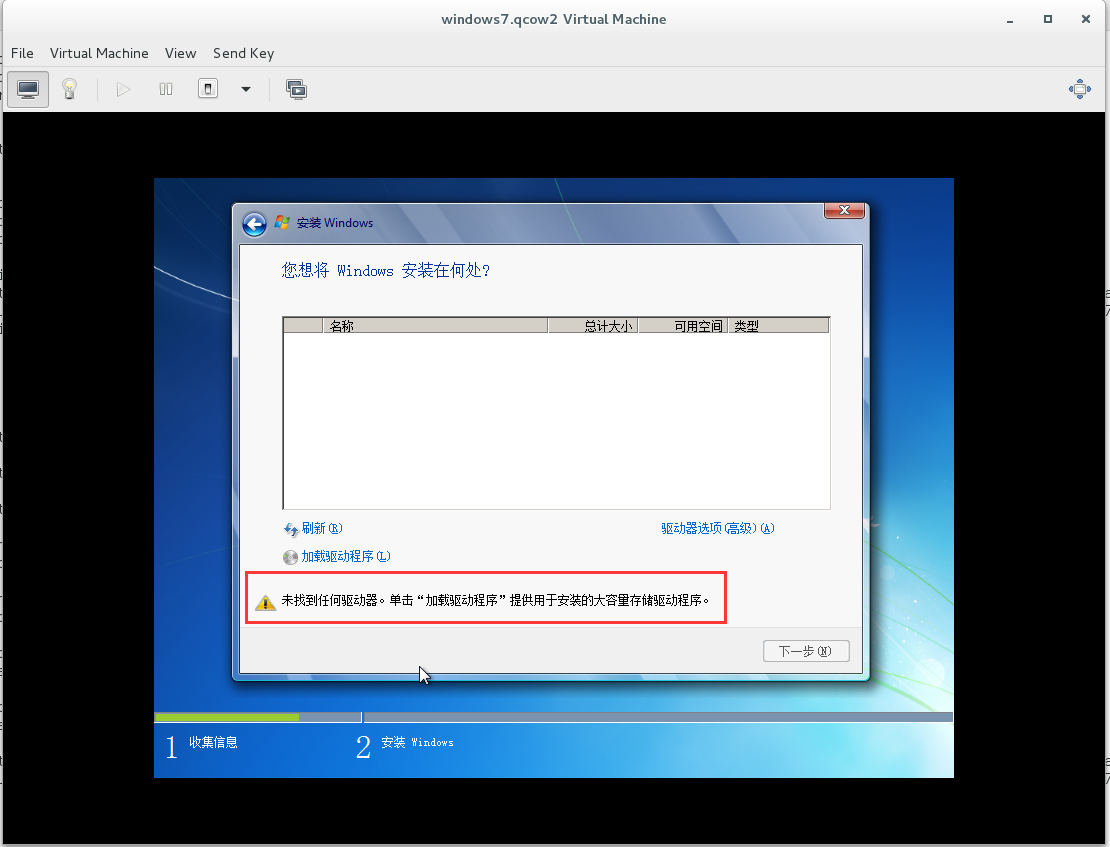 windows7.qcow2 Virtual Machine
File Virtual Machine View Send Key
安装 Windows
您想将 Windows 安装在何处?
名称 总计大小 可用空间 类型
刷新(R) 驱动器选项(高级)(A)
加载驱动程序(L)
未找到任何驱动器。单击“加载驱动程序”提供用于安装的大容量存储驱动程序。
下一步(N)
1 收集信息 2 安装 Windows